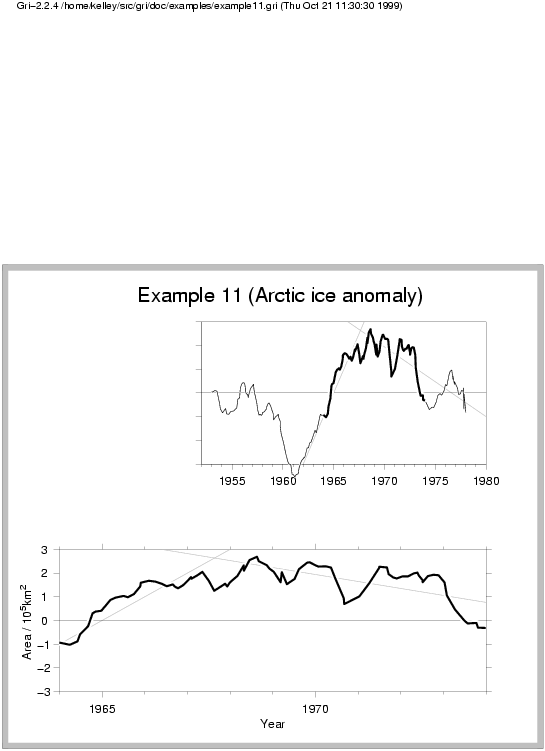 Gri−2.2.4 /home/kelley/src/gri/doc/examples/example11.gri (Thu Oct 21 11:30:30 1999)
Example 11 (Arctic ice anomaly)
1955 1960 1965 1970 1975 1980
3
2
1
0
−1
−2
−3
Area / 10⁵km²
1965 1970
Year